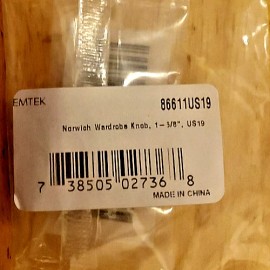 EMTEK 86611US19
Norwich Wardrobe Knob, 1-3/8", US19
7 38505 02736 8
MADE IN CHINA